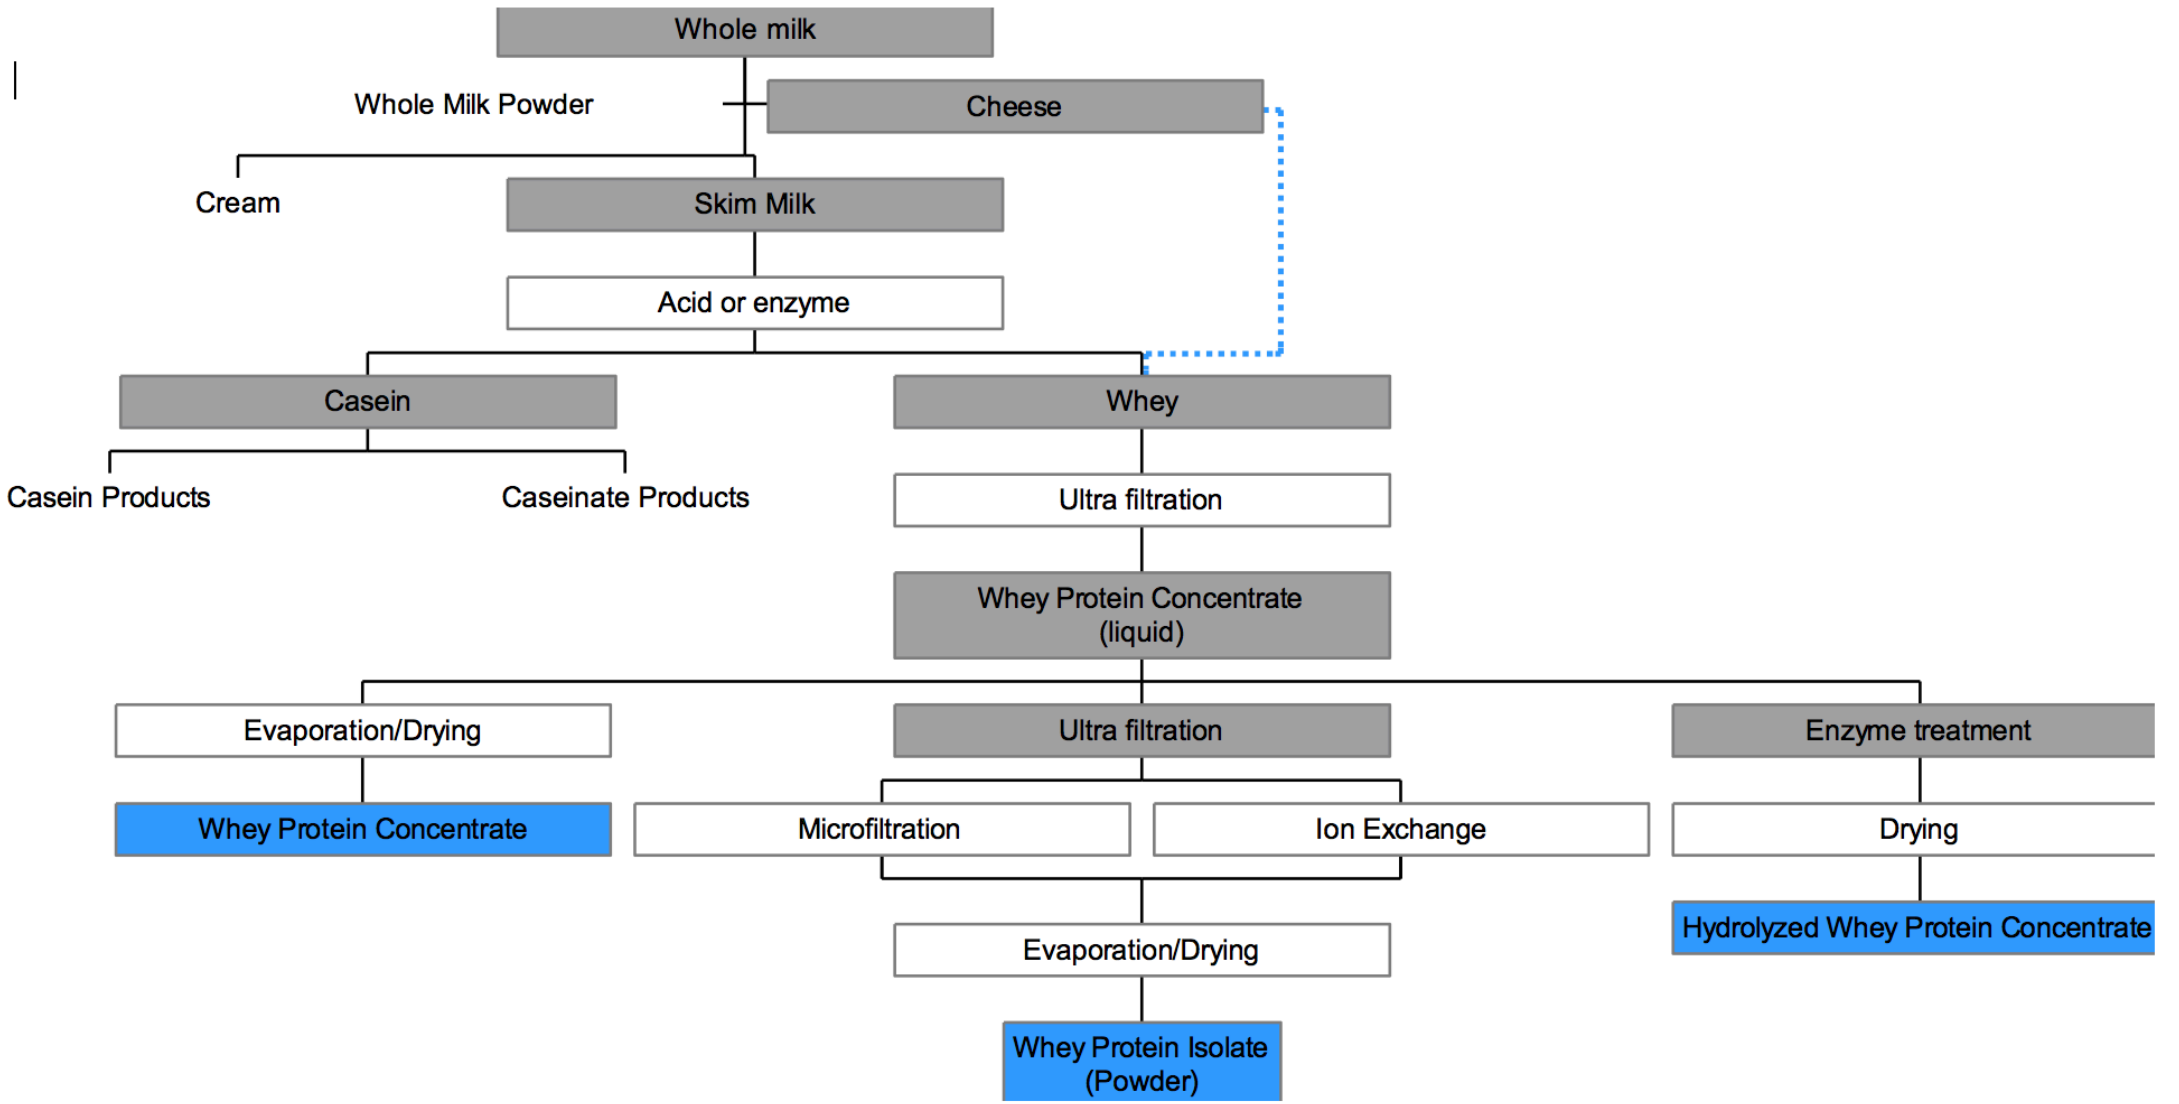 Whole milk
Whole Milk Powder
Cheese
Cream
Skim Milk
Acid or enzyme
Casein
Whey
Casein Products
Caseinate Products
Ultra filtration
Whey Protein Concentrate
(liquid)
Evaporation/Drying
Ultra filtration
Enzyme treatment
Whey Protein Concentrate
Microfiltration
Ion Exchange
Drying
Hydrolyzed Whey Protein Concentrate
Evaporation/Drying
Whey Protein Isolate
(Powder)